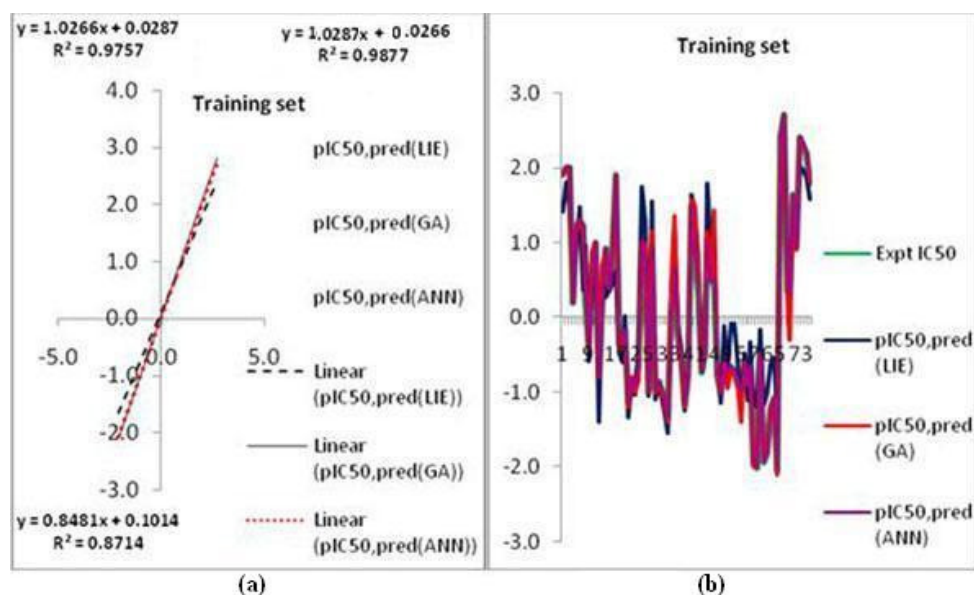 y = 1.0266x + 0.0287
R² = 0.9757
y = 1.0287x + 0.0266
R² = 0.9877
Training set
4.0
3.0
2.0
1.0
0.0
-1.0
-2.0
-3.0
-5.0 0.0 5.0
pIC50,pred(LIE)
pIC50,pred(GA)
pIC50,pred(ANN)
Linear
(pIC50,pred(LIE))
Linear
(pIC50,pred(GA))
Linear
(pIC50,pred(ANN))
y = 0.8481x + 0.1014
R² = 0.8714
(a)
Training set
3.0
2.0
1.0
0.0
-1.0
-2.0
-3.0
1 9 73
Expt IC50
pIC50,pred
(LIE)
pIC50,pred
(GA)
pIC50,pred
(ANN)
(b)